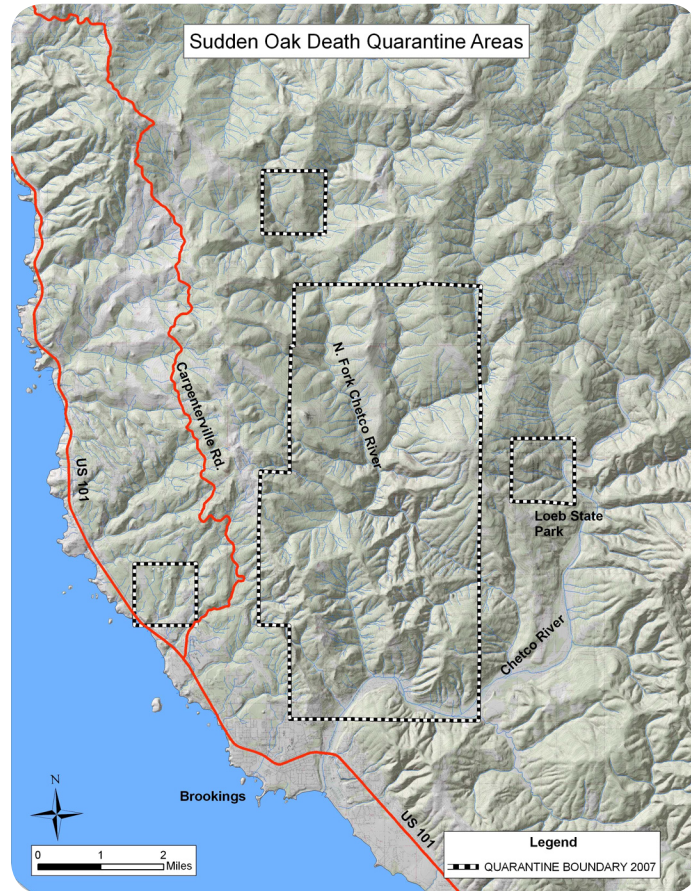 Sudden Oak Death Quarantine Areas
N. Fork Chetco River
Carpenterville Rd.
US 101
Loeb State
Park
Chetco River
Brookings
US 101
N
0 1 2
Miles
Legend
QUARANTINE BOUNDARY 2007